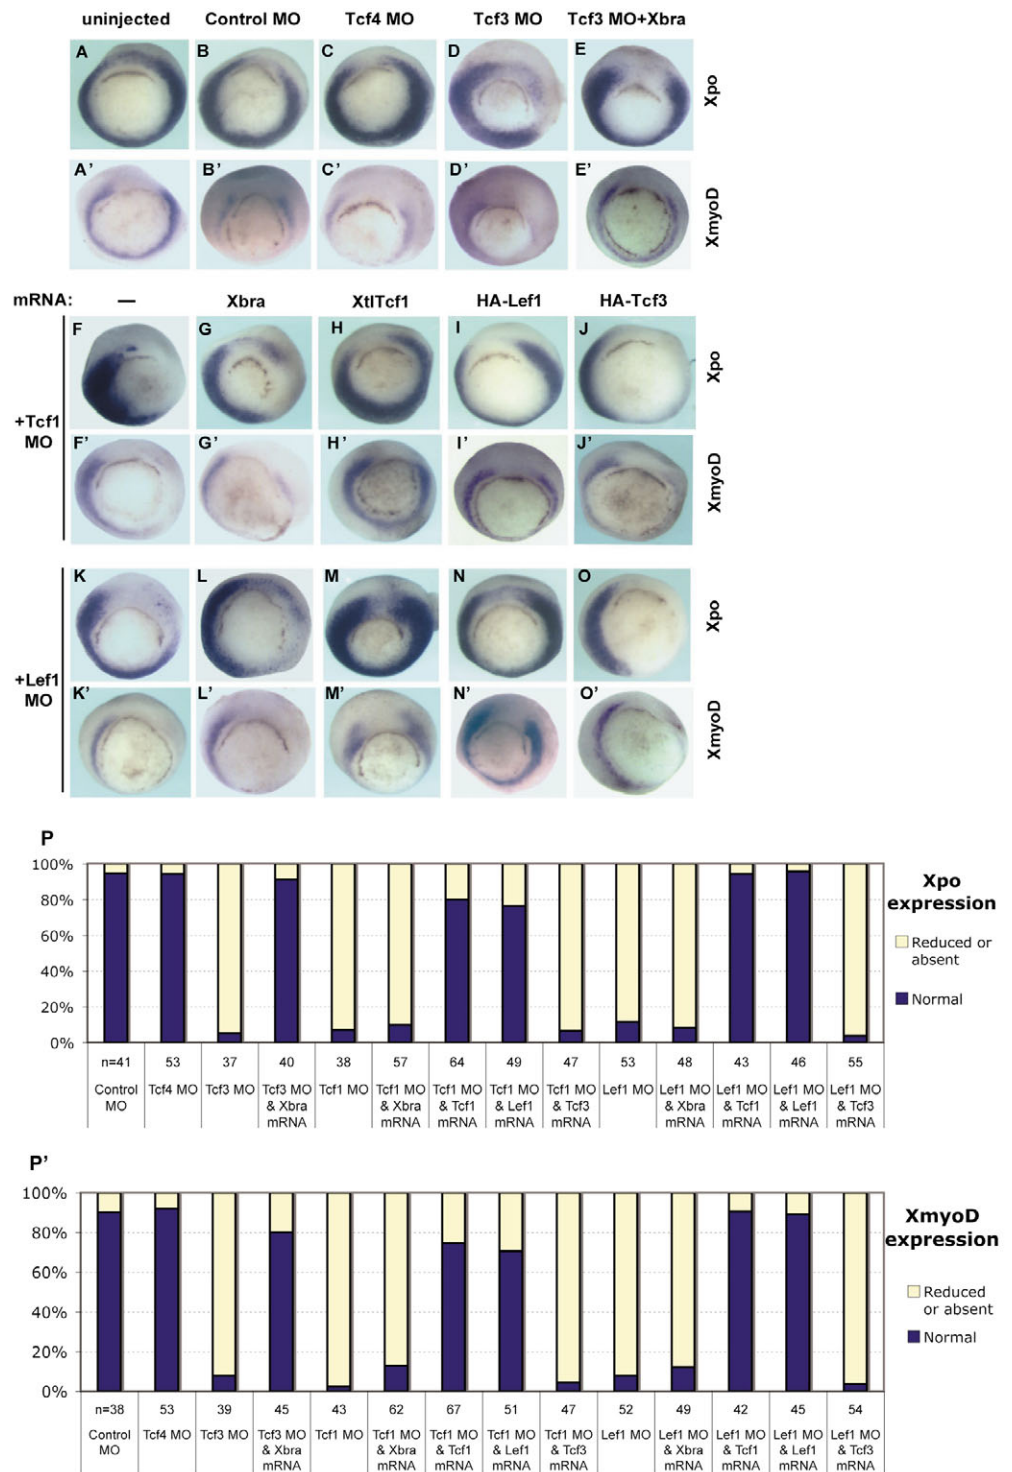 uninjected Control MO Tcf4 MO Tcf3 MO Tcf3 MO+Xbra
A B C D E Xpo
A' B' C' D' E' XmyoD
mRNA: — Xbra XtlTcf1 HA-Lef1 HA-Tcf3
F G H I J Xpo
+Tcf1
MO
F' G' H' I' J' XmyoD
K L M N O Xpo
+Lef1
MO
K' L' M' N' O' XmyoD
P
100%
80%
60%
40%
20%
0%
Xpo
expression
Reduced or
absent
Normal
n=41 53 37 40 38 57 64 49 47 53 48 43 46 55
Control Tcf4 MO Tcf3 MO Tcf3 MO Tcf1 MO Tcf1 MO Tcf1 MO Tcf1 MO Tcf1 MO Lef1 MO Lef1 MO Lef1 MO Lef1 MO Lef1 MO
MO & Xbra & Xbra & Tcf1 & Lef1 & Tcf3 & Xbra & Tcf1 & Lef1 & Tcf3
mRNA mRNA mRNA mRNA mRNA mRNA mRNA mRNA mRNA
P'
100%
80%
60%
40%
20%
0%
XmyoD
expression
Reduced
or absent
Normal
n=38 53 39 45 43 62 67 51 47 52 49 42 45 54
Control Tcf4 MO Tcf3 MO Tcf3 MO Tcf1 MO Tcf1 MO Tcf1 MO Tcf1 MO Tcf1 MO Lef1 MO Lef1 MO Lef1 MO Lef1 MO Lef1 MO
MO & Xbra & Xbra & Tcf1 & Lef1 & Tcf3 & Xbra & Tcf1 & Lef1 & Tcf3
mRNA mRNA mRNA mRNA mRNA mRNA mRNA mRNA mRNA